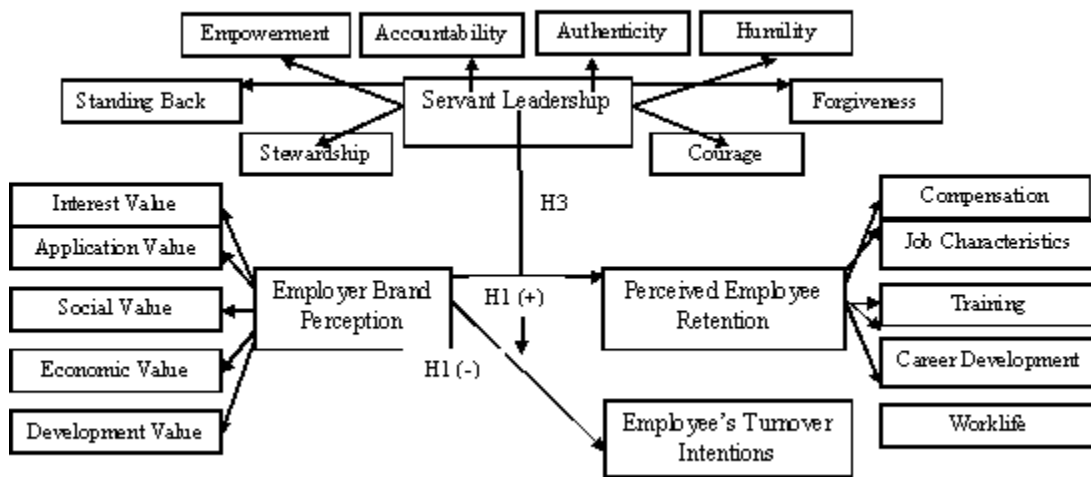 Empowerment
Accountability
Authenticity
Humility
Standing Back
Servant Leadership
Forgiveness
Stewardship
Courage
Interest Value
H3
Compensation
Application Value
Job Characteristics
Employer Brand
Perception
H1 (+)
Perceived Employee
Retention
Social Value
Training
Economic Value
H1 (-)
Career Development
Development Value
Employee's Turnover
Intentions
Worklife